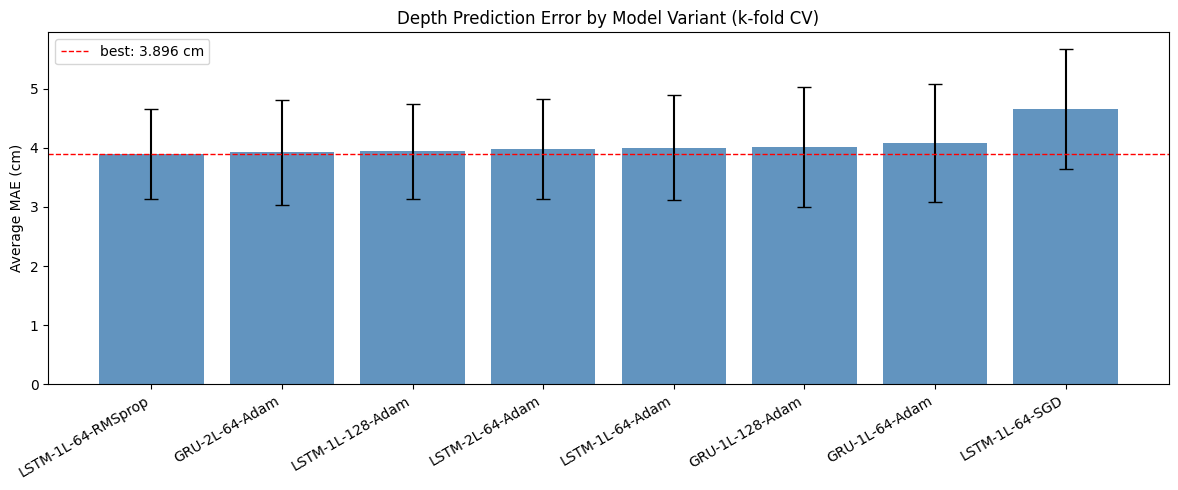 Depth Prediction Error by Model Variant (k-fold CV)
best: 3.896 cm
Average MAE (cm)
5
4
3
2
1
0
LSTM-1L-64-RMSprop
GRU-2L-64-Adam
LSTM-1L-128-Adam
LSTM-2L-64-Adam
LSTM-1L-64-Adam
GRU-1L-128-Adam
GRU-1L-64-Adam
LSTM-1L-64-SGD